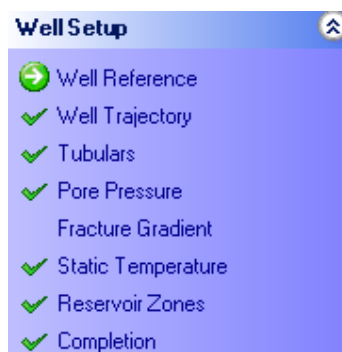 Well Setup
Well Reference
Well Trajectory
Tubulars
Pore Pressure
Fracture Gradient
Static Temperature
Reservoir Zones
Completion